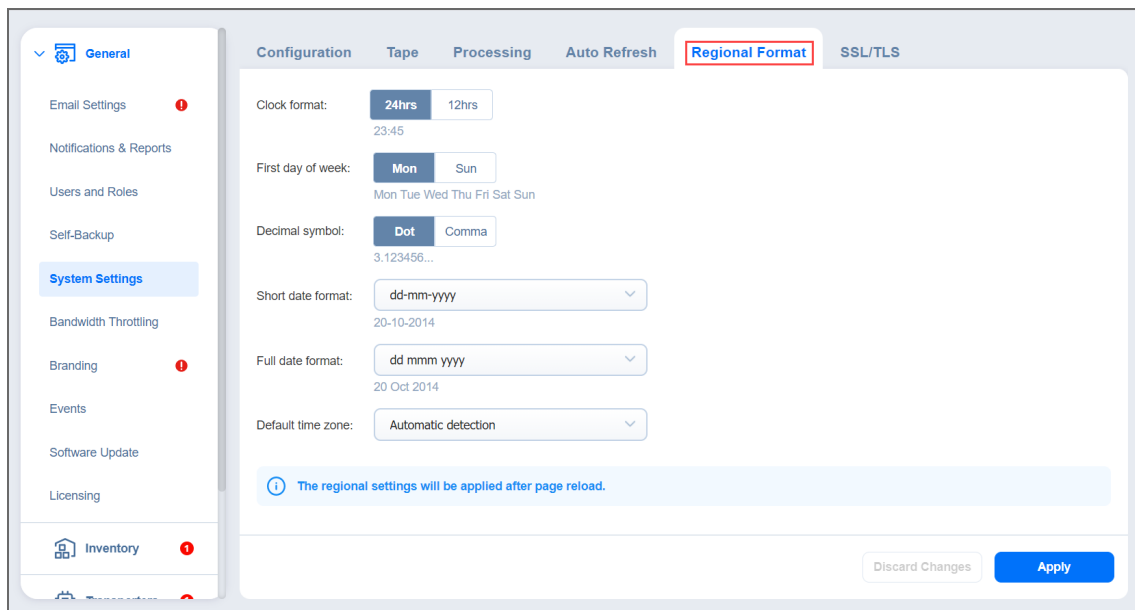 General
Email Settings
Notifications & Reports
Users and Roles
Self-Backup
System Settings
Bandwidth Throttling
Branding
Events
Software Update
Licensing
Inventory 1
Configuration Tape Processing Auto Refresh Regional Format SSL/TLS
Clock format: 24hrs 12hrs
23:45
First day of week: Mon Sun
Mon Tue Wed Thu Fri Sat Sun
Decimal symbol: Dot Comma
3.123456...
Short date format: dd-mm-yyyy
20-10-2014
Full date format: dd mmm yyyy
20 Oct 2014
Default time zone: Automatic detection
The regional settings will be applied after page reload.
Discard Changes Apply